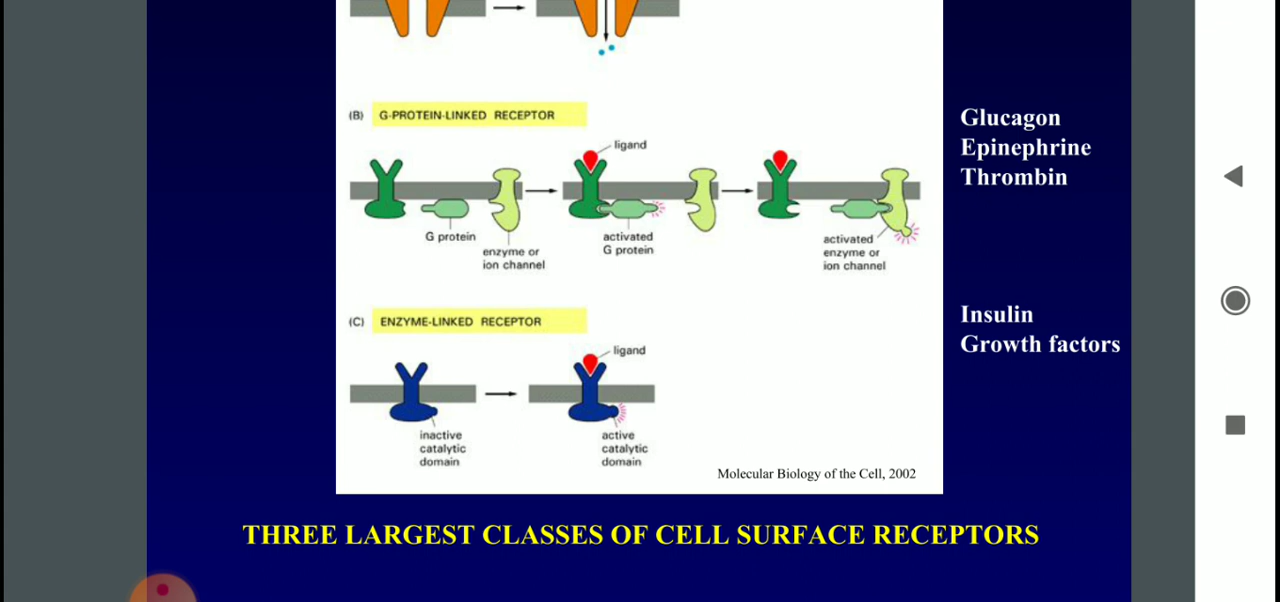 (B) G-PROTEIN-LINKED RECEPTOR
ligand
G protein
enzyme or
ion channel
activated
G protein
activated
enzyme or
ion channel
Glucagon
Epinephrine
Thrombin
(C) ENZYME-LINKED RECEPTOR
ligand
inactive
catalytic
domain
active
catalytic
domain
Insulin
Growth factors
Molecular Biology of the Cell, 2002
THREE LARGEST CLASSES OF CELL SURFACE RECEPTORS